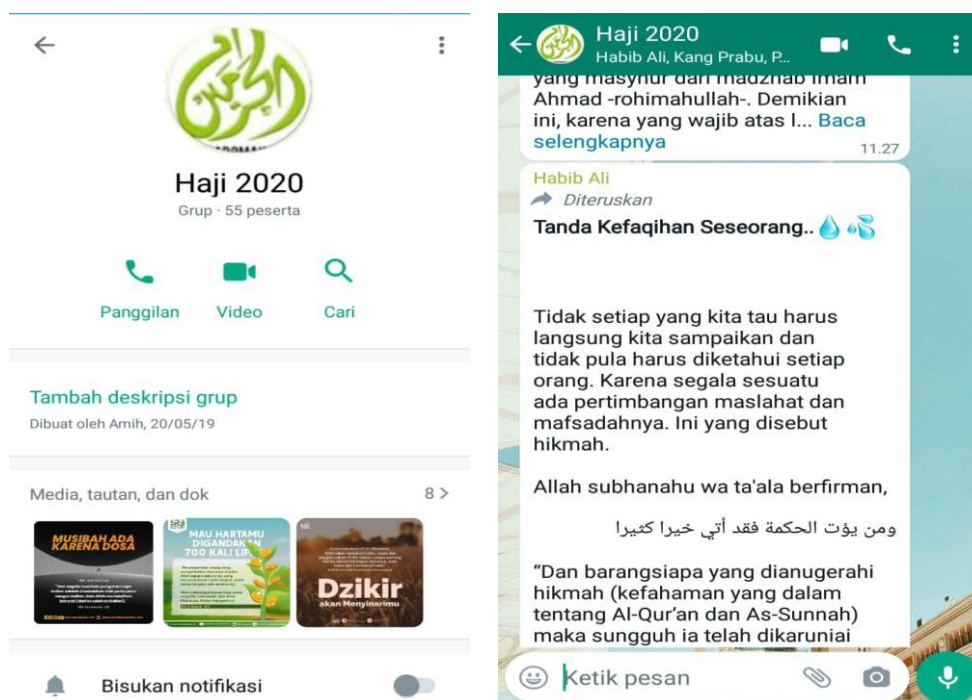 Haji 2020
Grup · 55 peserta
Panggilan
Video
Cari
Tambah deskripsi grup
Dibuat oleh Amih, 20/05/19
Media, tautan, dan dok
8 >
MUSIBAH ADA
KARENA DOSA
MAU HARTAMU
DIGANDAKAN
700 KALI LIP
Dzikir
akan Menyinarimu
Bisukan notifikasi
Haji 2020
Habib Ali, Kang Prabu, P...
yang masyhur dari madzhab Imam
Ahmad -rohimahullah-. Demikian
ini, karena yang wajib atas l... Baca
selengkapnya
11.27
Habib Ali
Diteruskan
Tanda Kefaqihan Seseorang..💧 💦
Tidak setiap yang kita tau harus
langsung kita sampaikan dan
tidak pula harus diketahui setiap
orang. Karena segala sesuatu
ada pertimbangan maslahat dan
mafsadahnya. Ini yang disebut
hikmah.
Allah subhanahu wa ta'ala berfirman,
ومن يؤت الحكمة فقد أتي خيرا كثيرا
“Dan barangsiapa yang dianugerahi
hikmah (kefahaman yang dalam
tentang Al-Qur’an dan As-Sunnah)
maka sungguh ia telah dikaruniai
Ketik pesan